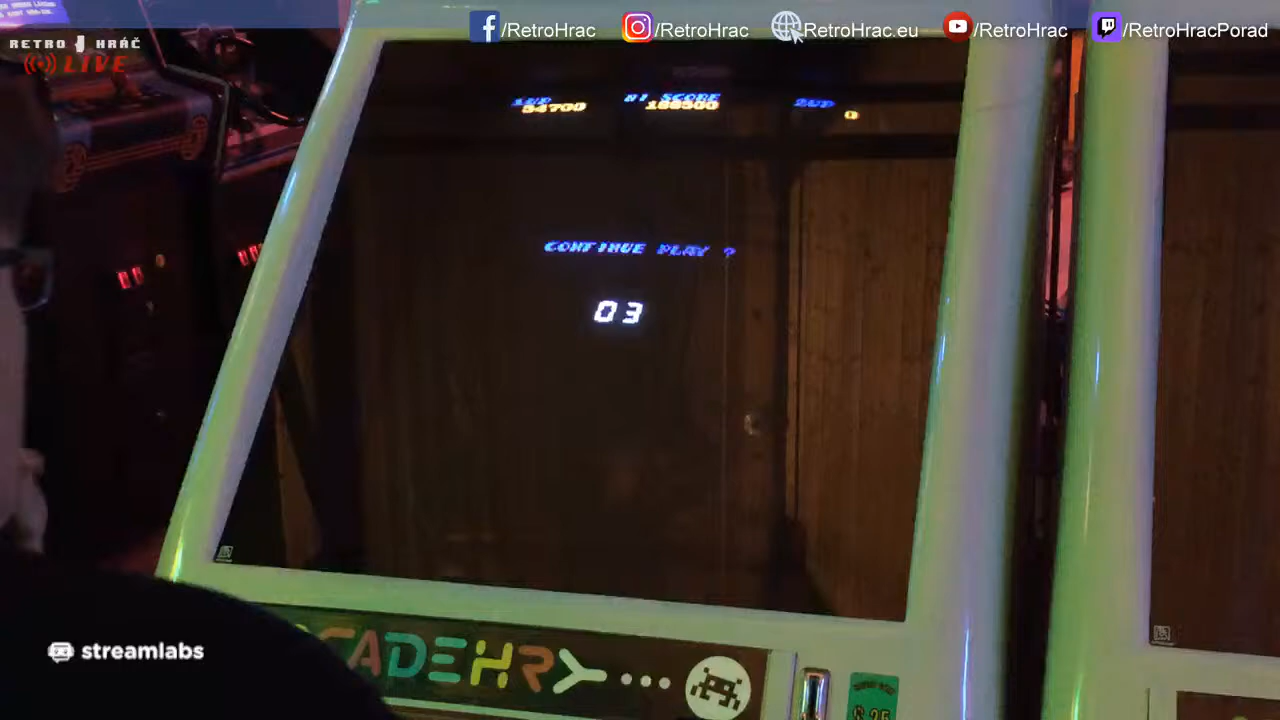 /RetroHrac
/RetroHrac
RetroHrac.eu
/RetroHrac
/RetroHracPorad
RETRO HRÁČ
LIVE
1UP
54700
HI SCORE
188500
2UP
0
CONTINUE PLAY ?
03
streamlabs
CADEHRY...